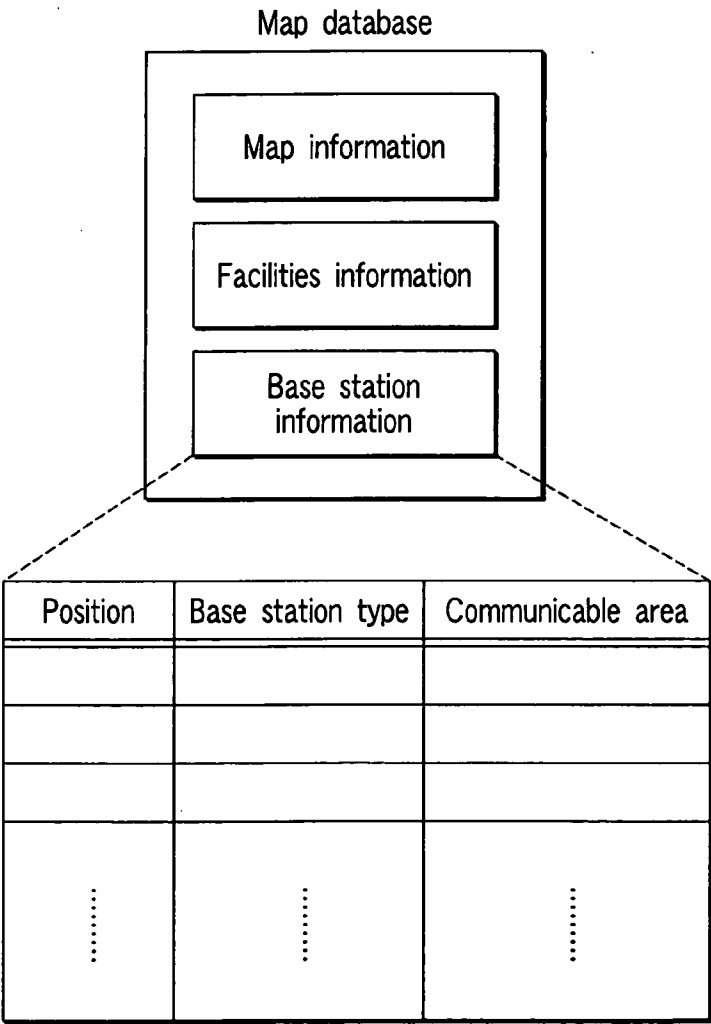 Map database
Map information
Facilities information
Base station
information
Position Base station type Communicable area